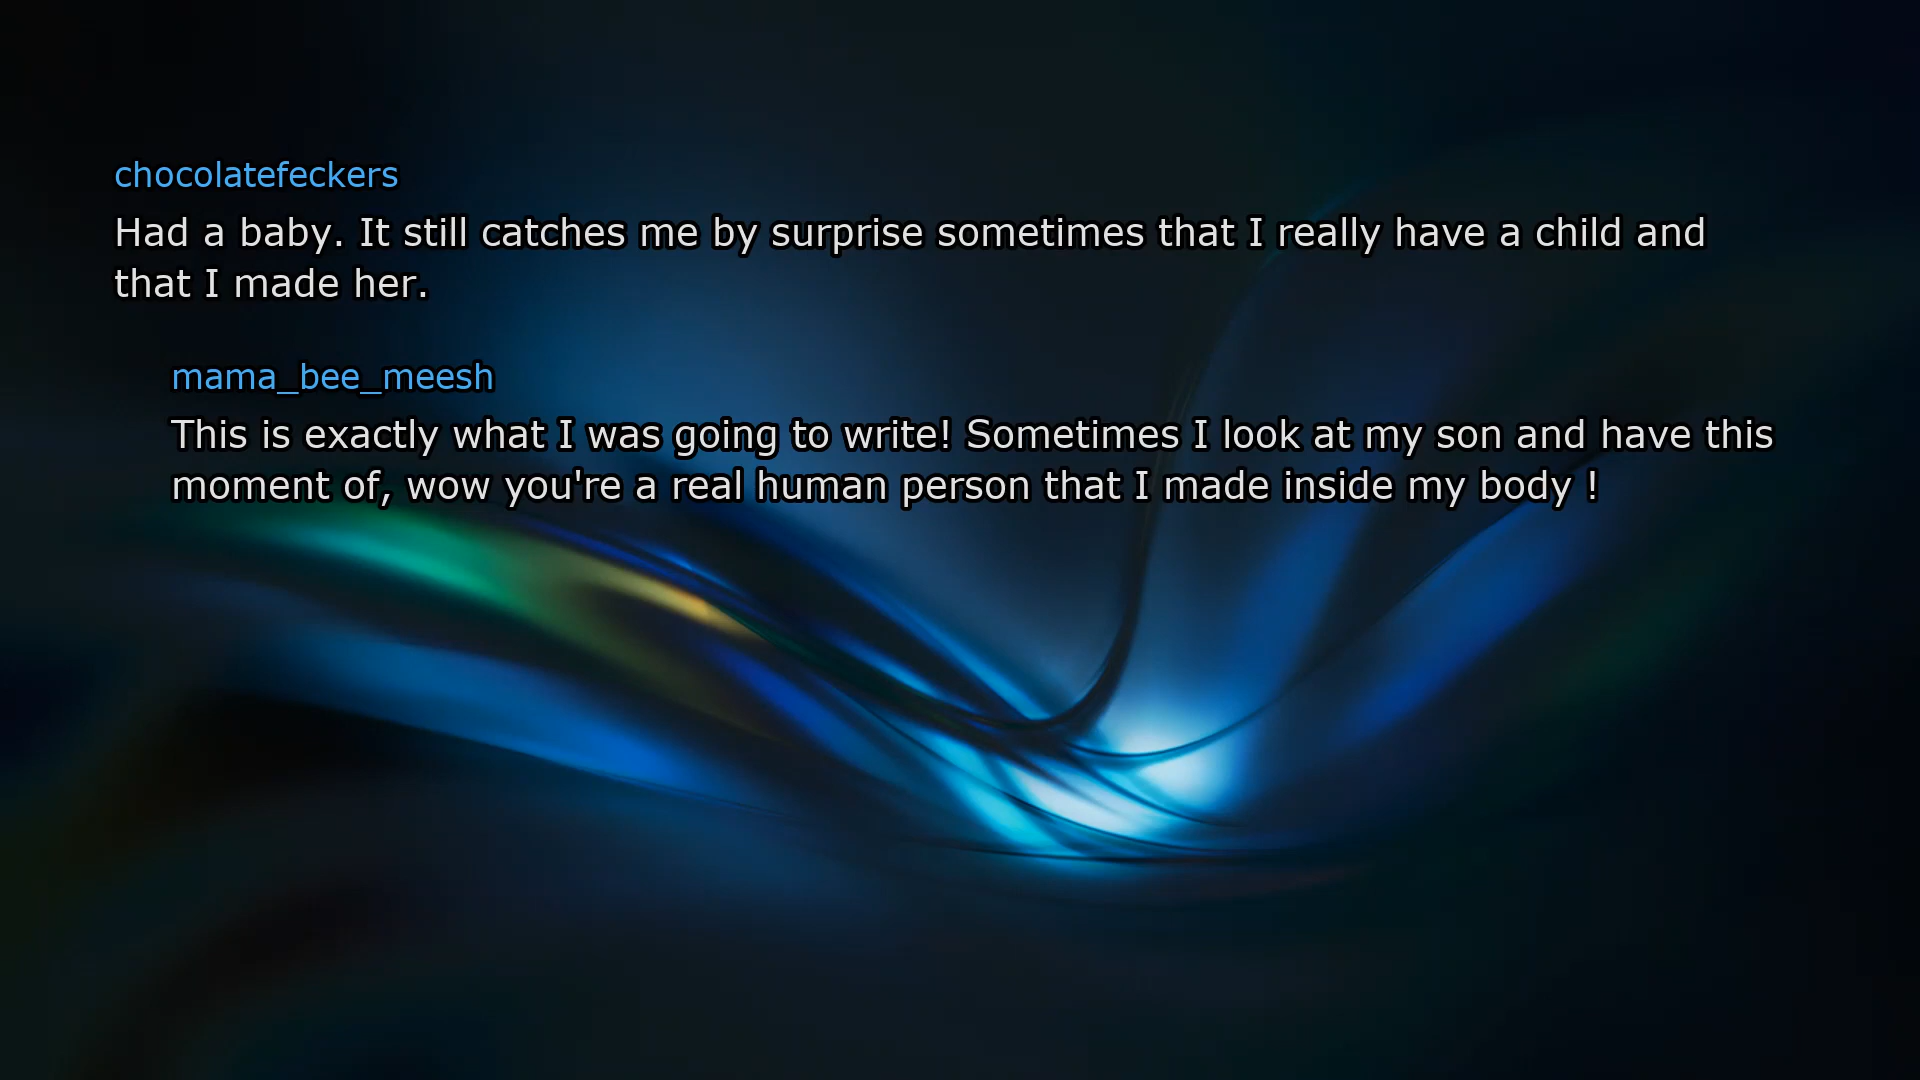 chocolatefeckers
Had a baby. It still catches me by surprise sometimes that I really have a child and
that I made her.
mama_bee_meesh
This is exactly what I was going to write! Sometimes I look at my son and have this
moment of, wow you're a real human person that I made inside my body !